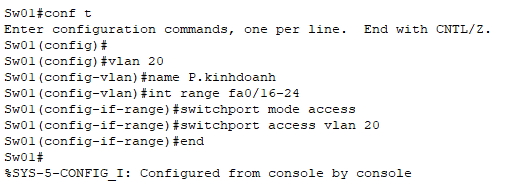 Sw01#conf t
Enter configuration commands, one per line.  End with CNTL/Z.
Sw01(config)#
Sw01(config)#vlan 20
Sw01(config-vlan)#name P.kinhdoanh
Sw01(config-vlan)#int range fa0/16-24
Sw01(config-if-range)#switchport mode access
Sw01(config-if-range)#switchport access vlan 20
Sw01(config-if-range)#end
Sw01#
%SYS-5-CONFIG_I: Configured from console by console